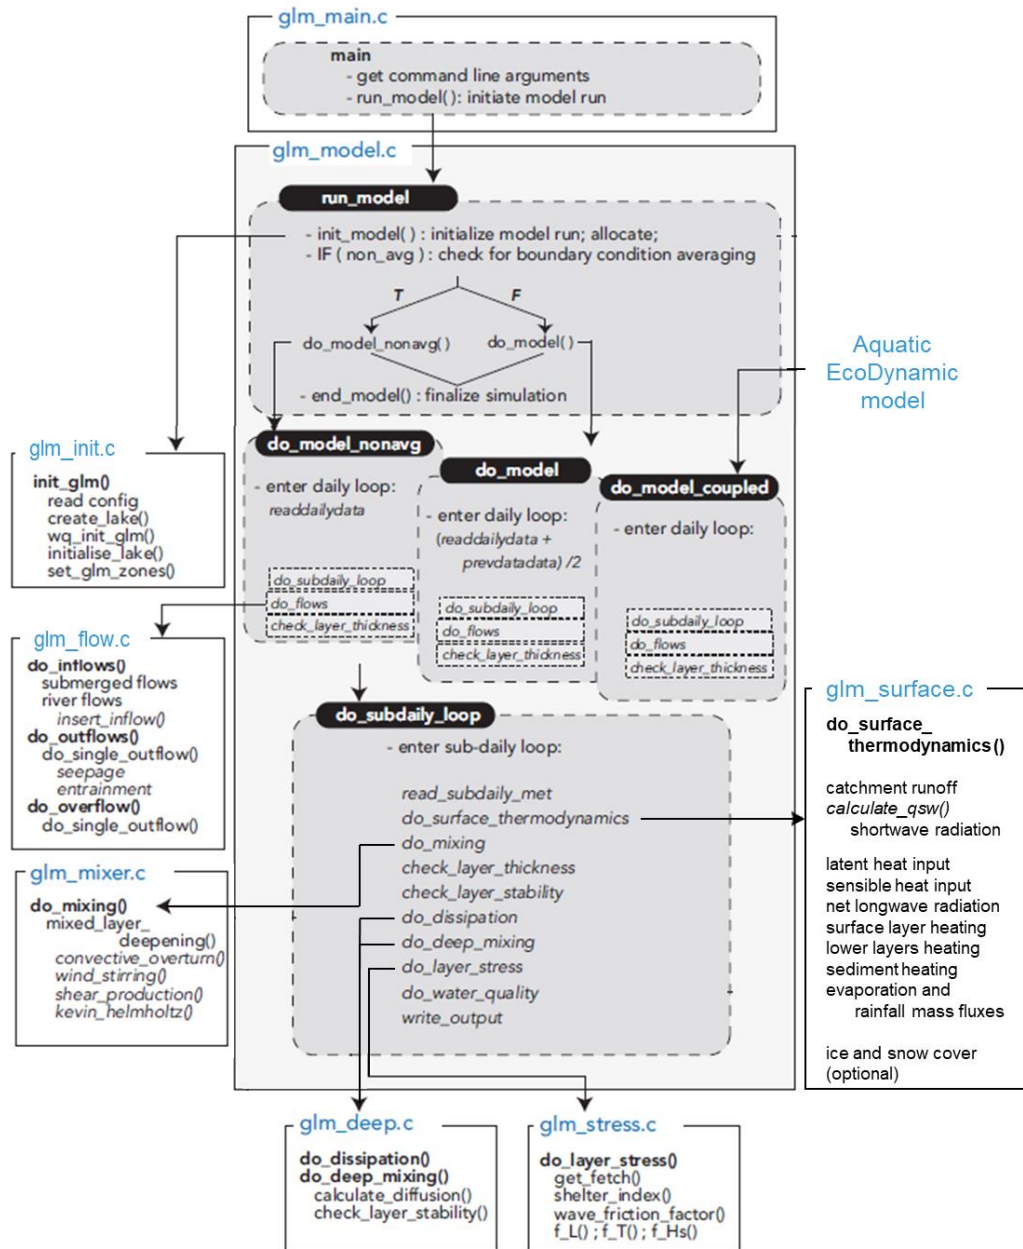 glm_main.c
main
- get command line arguments
- run_model( ): initiate model run
glm_model.c
run_model
- init_model( ) : initialize model run; allocate;
- IF ( non_avg ) : check for boundary condition averaging
T
F
do_model_nonavg( )
do_model( )
- end_model() : finalize simulation
Aquatic
EcoDynamic
model
glm_init.c
init_glm()
read config
create_lake()
wq_init_glm()
initialise_lake()
set_glm_zones()
do_model_nonavg
- enter daily loop:
readdailydata
do_subdaily_loop
do_flows
check_layer_thickness
do_model
- enter daily loop:
(readdailydata +
prevdatadata) /2
do_subdaily_loop
do_flows
check_layer_thickness
do_model_coupled
- enter daily loop:
do_subdaily_loop
do_flows
check_layer_thickness
glm_flow.c
do_inflows()
submerged flows
river flows
insert_inflow()
do_outflows()
do_single_outflow()
seepage
entrainment
do_overflow()
do_single_outflow()
do_subdaily_loop
- enter sub-daily loop:
read_subdaily_met
do_surface_thermodynamics
do_mixing
check_layer_thickness
check_layer_stability
do_dissipation
do_deep_mixing
do_layer_stress
do_water_quality
write_output
glm_surface.c
do_surface_
thermodynamics()
catchment runoff
calculate_qsw()
shortwave radiation
latent heat input
sensible heat input
net longwave radiation
surface layer heating
lower layers heating
sediment heating
evaporation and
rainfall mass fluxes
ice and snow cover
(optional)
glm_mixer.c
do_mixing()
mixed_layer_
deepening()
convective_overturn()
wind_stirring()
shear_production()
kevin_helmholtz()
glm_deep.c
do_dissipation()
do_deep_mixing()
calculate_diffusion()
check_layer_stability()
glm_stress.c
do_layer_stress()
get_fetch()
shelter_index()
wave_friction_factor()
f_L() ; f_T() ; f_Hs()